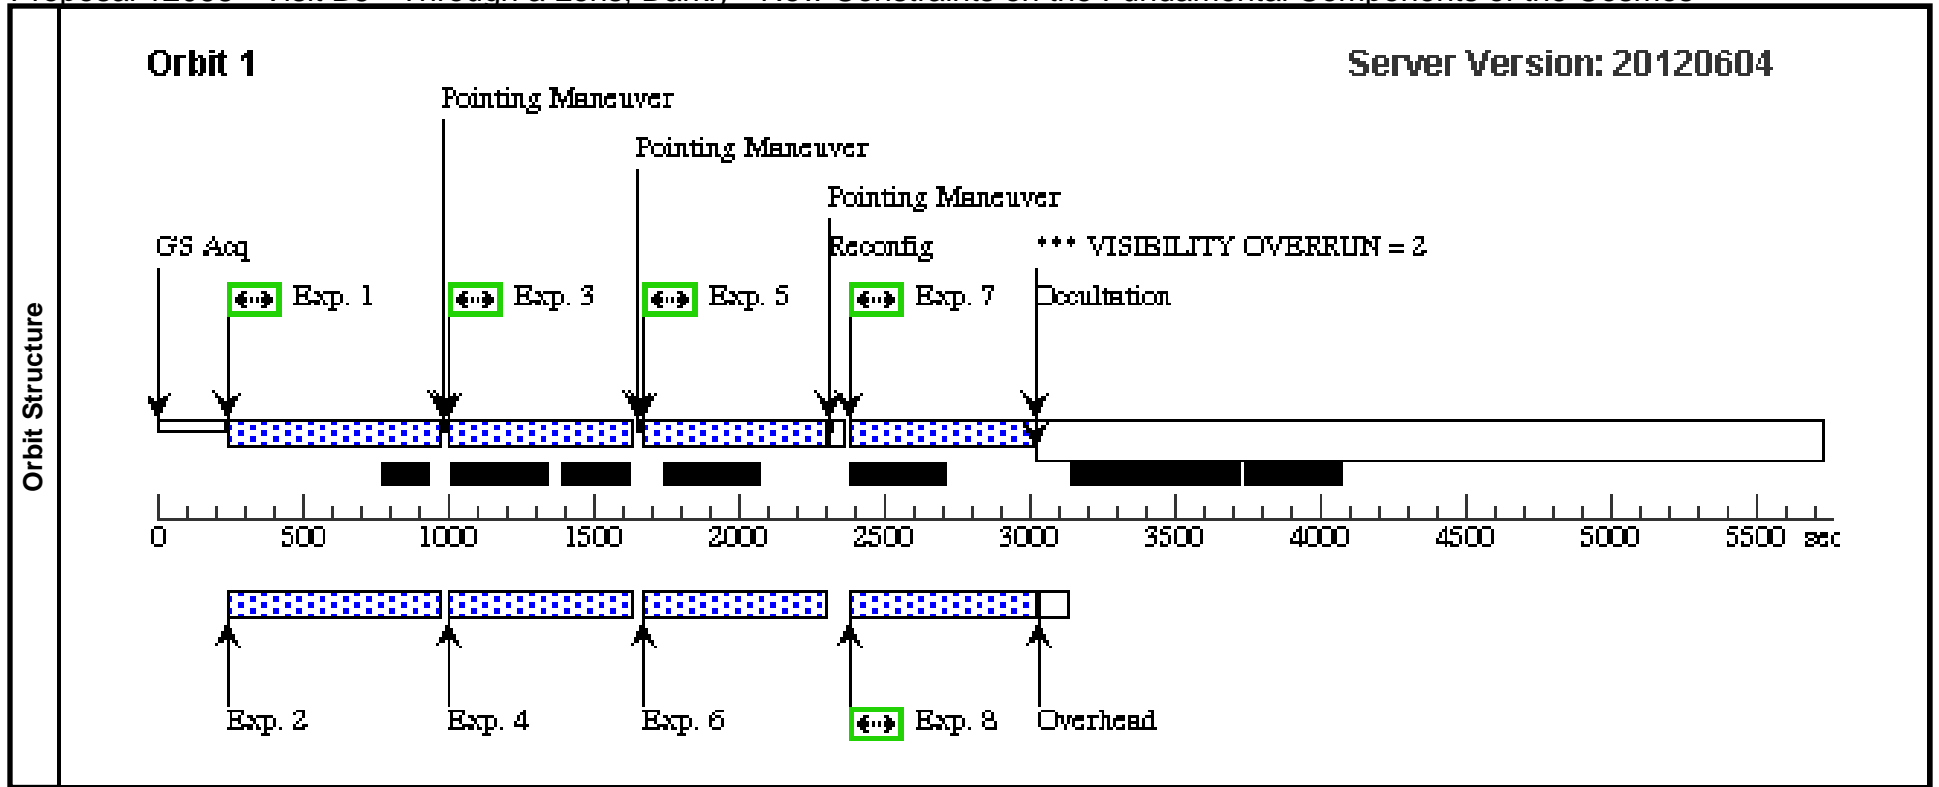 Orbit 1
Server Version: 20120604
Pointing Maneuver
Pointing Maneuver
Pointing Maneuver
GS Acq
Reconfig
*** VISIBILITY OVERRUN = 2
Exp. 1
Exp. 3
Exp. 5
Exp. 7
Occultation
Orbit Structure
0 500 1000 1500 2000 2500 3000 3500 4000 4500 5000 5500 sec
Exp. 2
Exp. 4
Exp. 6
Exp. 8
Overhead